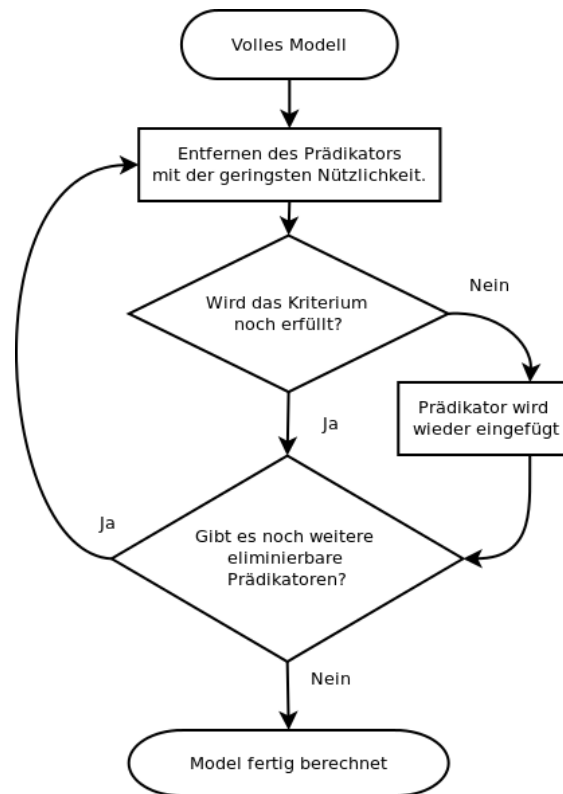 Volles Modell
Entfernen des Prädikators
mit der geringsten Nützlichkeit.
Nein
Wird das Kriterium
noch erfüllt?
Prädikator wird
wieder eingefügt
Ja
Ja
Gibt es noch weitere
eliminierbare
Prädikatoren?
Nein
Model fertig berechnet